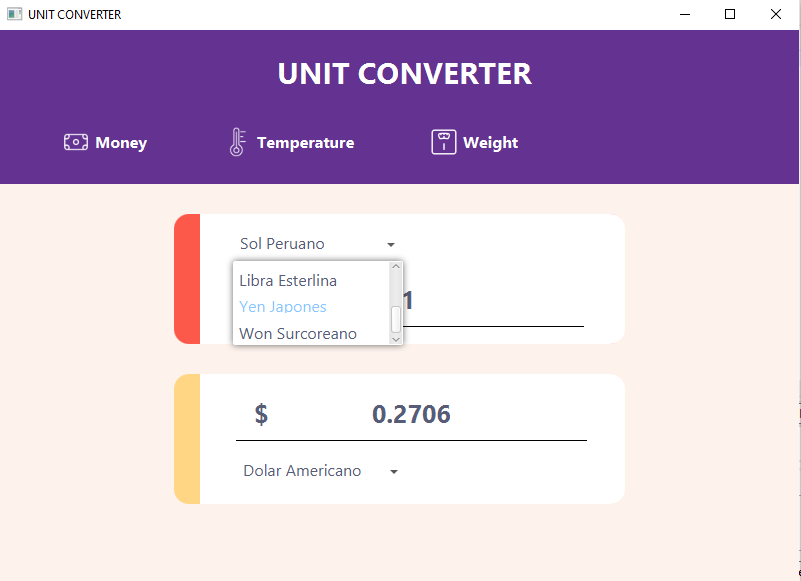 UNIT CONVERTER
UNIT CONVERTER
Money Temperature Weight
Sol Peruano
Libra Esterlina
Yen Japones
1
Won Surcoreano
$ 0.2706
Dolar Americano